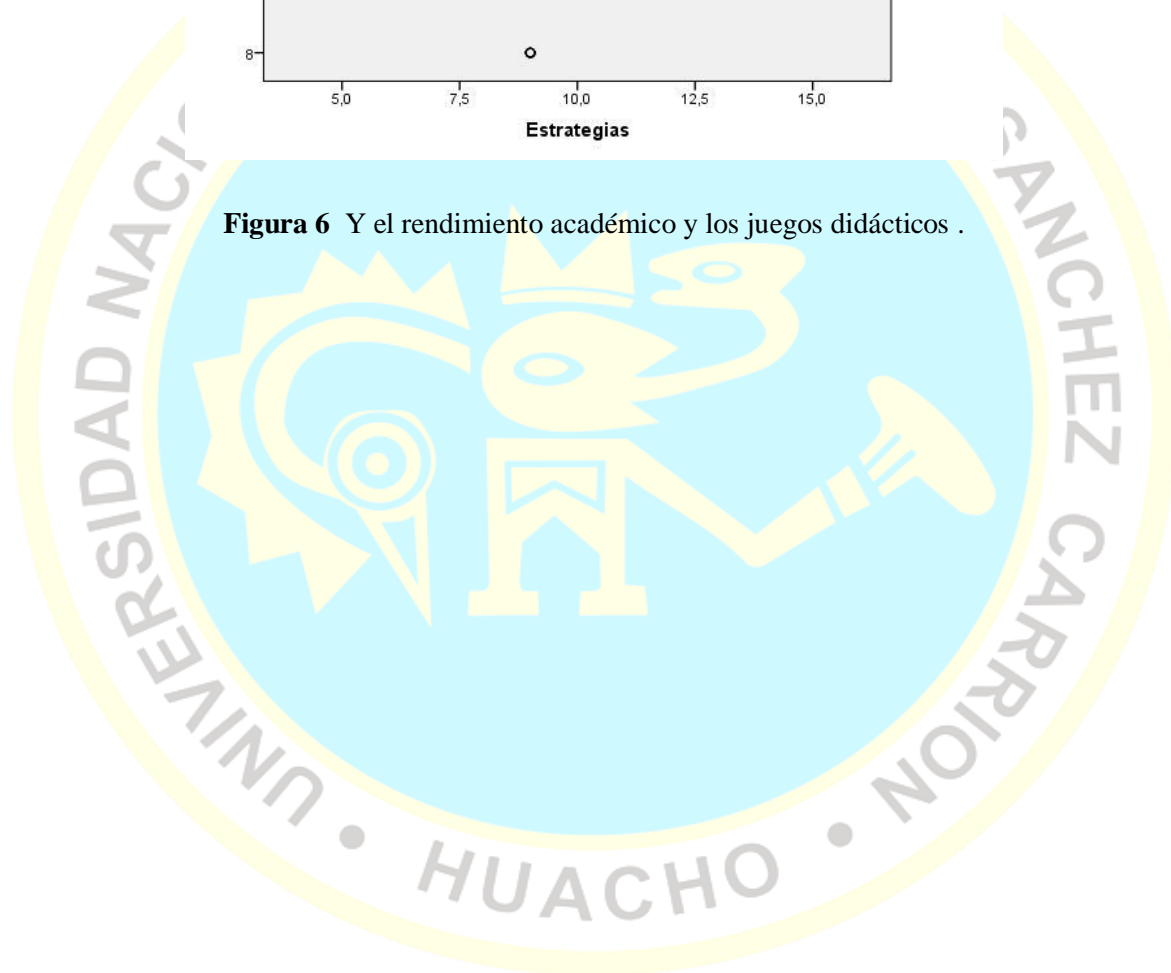 8
5,0 7,5 10,0 12,5 15,0
Estrategias
Figura 6 Y el rendimiento académico y los juegos didácticos .
UNIVERSIDAD NACI
SANCHEZ CARRION
• HUACHO •